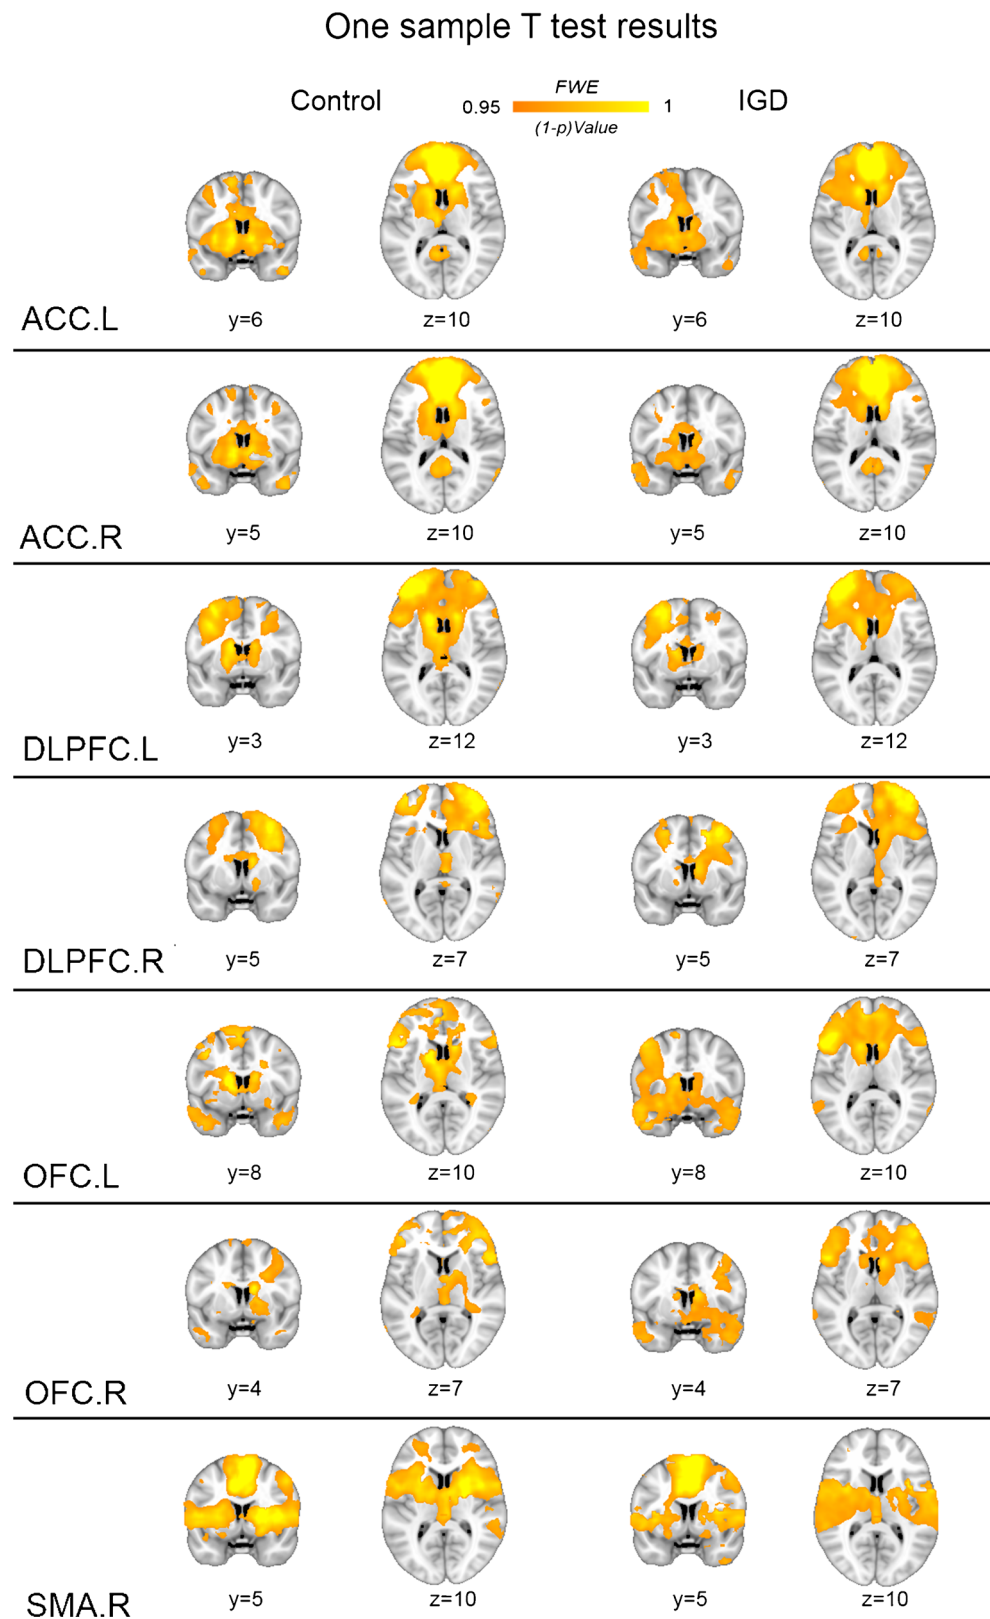 One sample T test results
Control
FWE
0.95
1
(1-p)Value
IGD
y=6 z=10 y=6 z=10
ACC.L
y=5 z=10 y=5 z=10
ACC.R
y=3 z=12 y=3 z=12
DLPFC.L
y=5 z=7 y=5 z=7
DLPFC.R
y=8 z=10 y=8 z=10
OFC.L
y=4 z=7 y=4 z=7
OFC.R
y=5 z=10 y=5 z=10
SMA.R